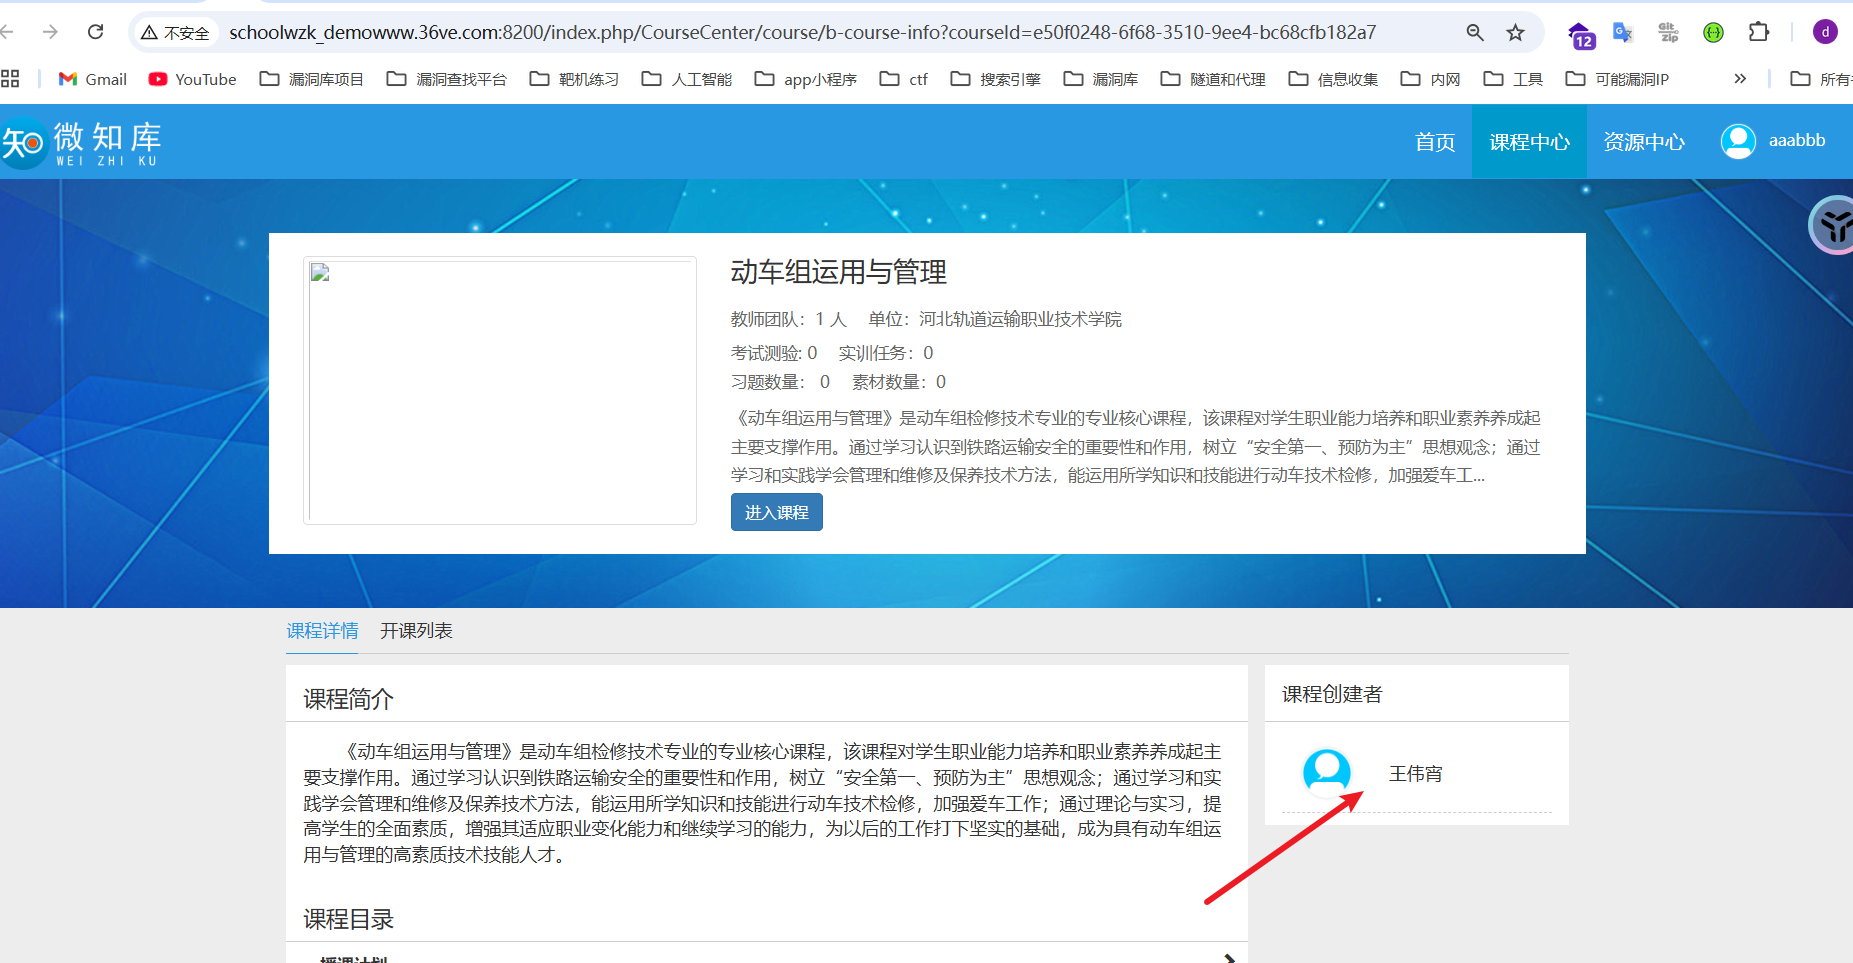 不安全 schoolwzk_demowww.36ve.com:8200/index.php/CourseCenter/course/b-course-info?courseId=e50f0248-6f68-3510-9ee4-bc68cfb182a7 12 Git Zip d
Gmail YouTube 漏洞库项目 漏洞查找平台 靶机练习 人工智能 app小程序 ctf 搜索引擎 漏洞库 隧道和代理 信息收集 内网 工具 可能漏洞IP » 所有
知 微知库 首页 课程中心 资源中心 aaabbb
WEI ZHI KU
动车组运用与管理
教师团队：1 人 单位：河北轨道运输职业技术学院
考试测验: 0 实训任务：0
习题数量： 0 素材数量：0
《动车组运用与管理》是动车组检修技术专业的专业核心课程，该课程对学生职业能力培养和职业素养养成起
主要支撑作用。通过学习认识到铁路运输安全的重要性和作用，树立“安全第一、预防为主”思想观念；通过
学习和实践学会管理和维修及保养技术方法，能运用所学知识和技能进行动车技术检修，加强爱车工...
进入课程
课程详情 开课列表
课程简介
《动车组运用与管理》是动车组检修技术专业的专业核心课程，该课程对学生职业能力培养和职业素养养成起主
要支撑作用。通过学习认识到铁路运输安全的重要性和作用，树立“安全第一、预防为主”思想观念；通过学习和实
践学会管理和维修及保养技术方法，能运用所学知识和技能进行动车技术检修，加强爱车工作；通过理论与实习，提
高学生的全面素质，增强其适应职业变化能力和继续学习的能力，为以后的工作打下坚实的基础，成为具有动车组运
用与管理的高素质技术技能人才。
课程创建者
王伟宵
课程目录
授课计划